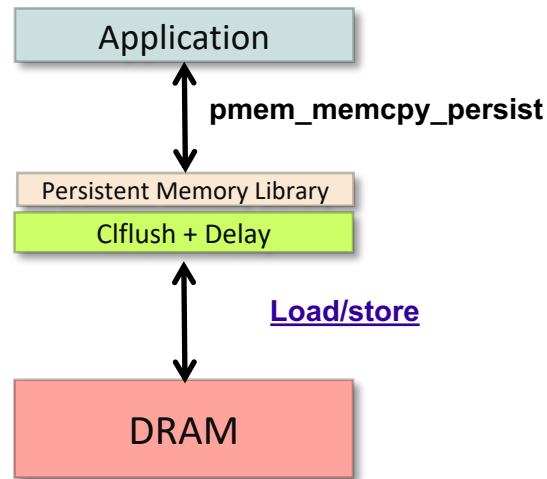 Application
pmem_memcpy_persist
Persistent Memory Library
Clflush + Delay
Load/store
DRAM